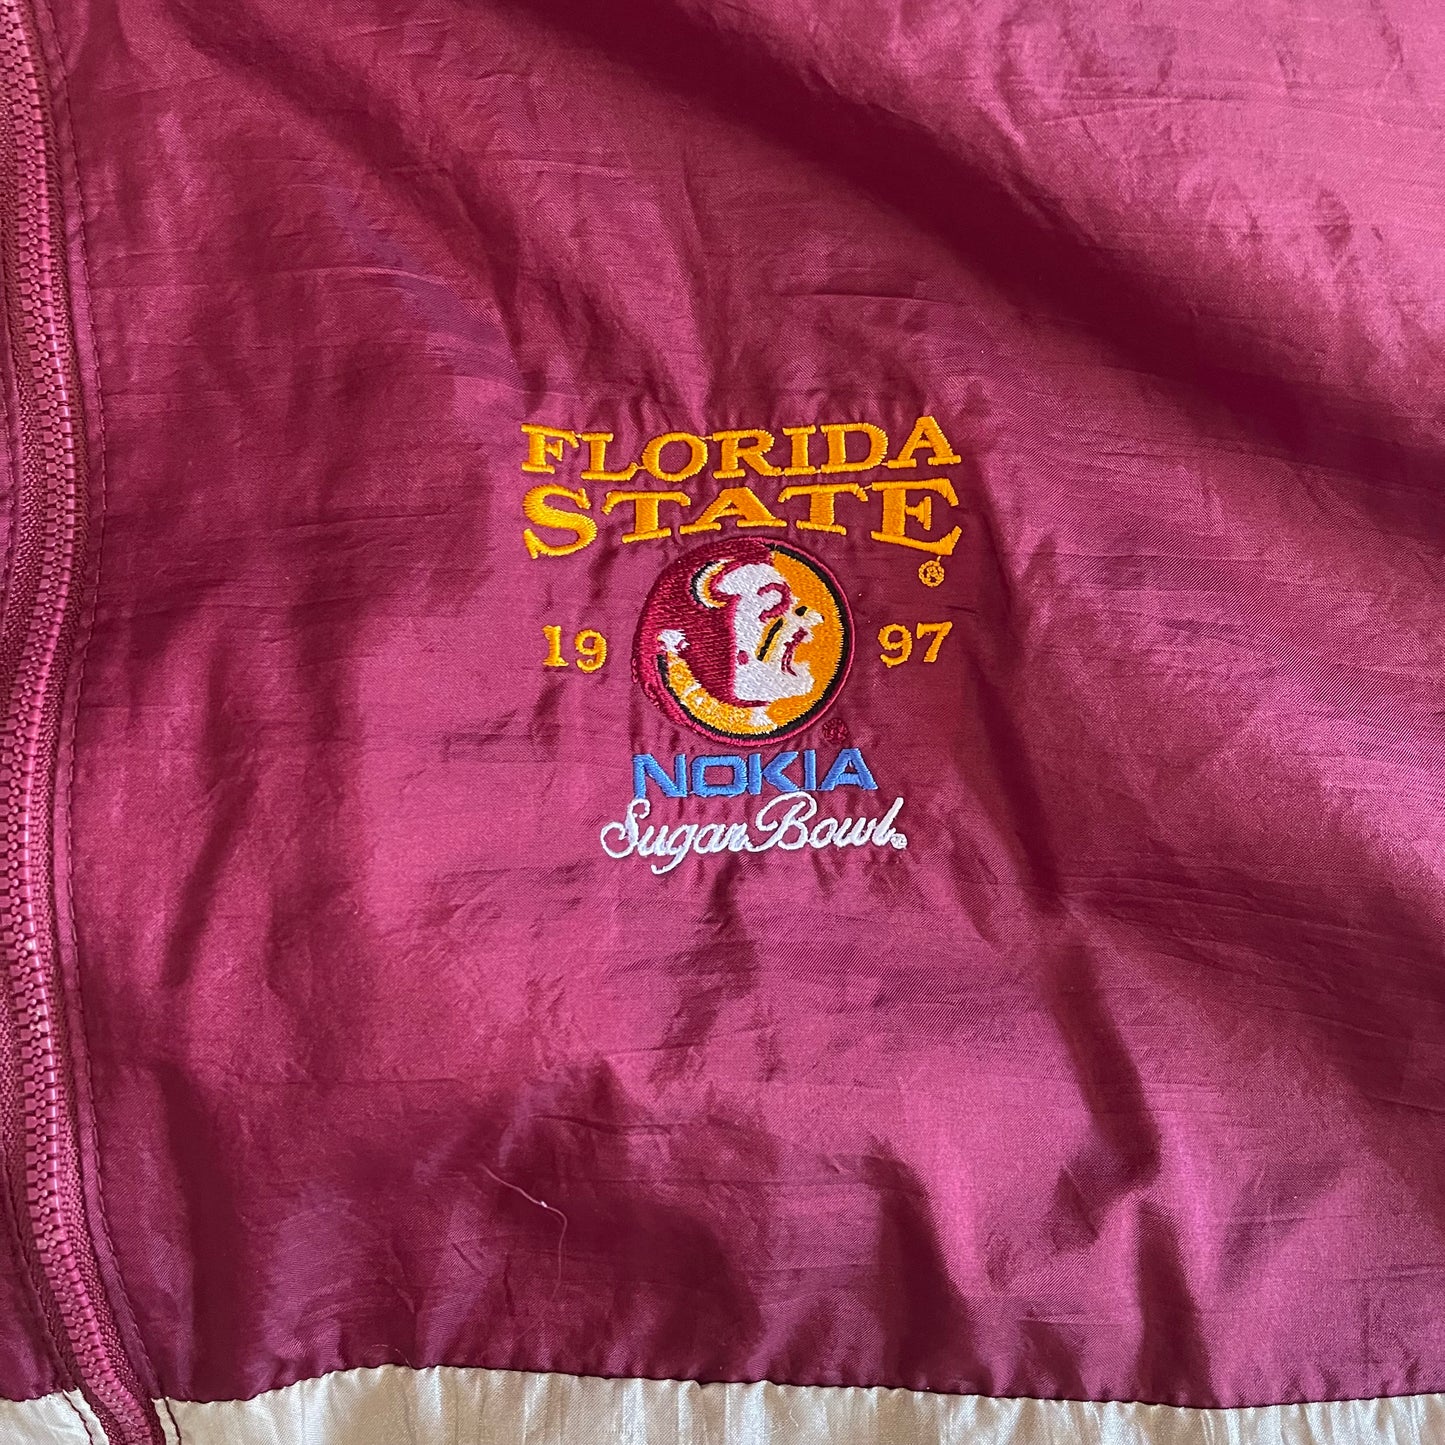 FLORIDA
STATE®
19 97
®
NOKIA
Sugar Bowl®